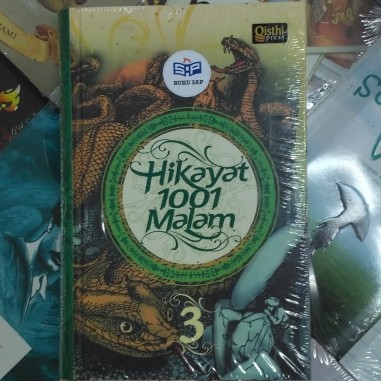 Qisthi
press
BUKU SAP
Hikayat
1001
Malam
3